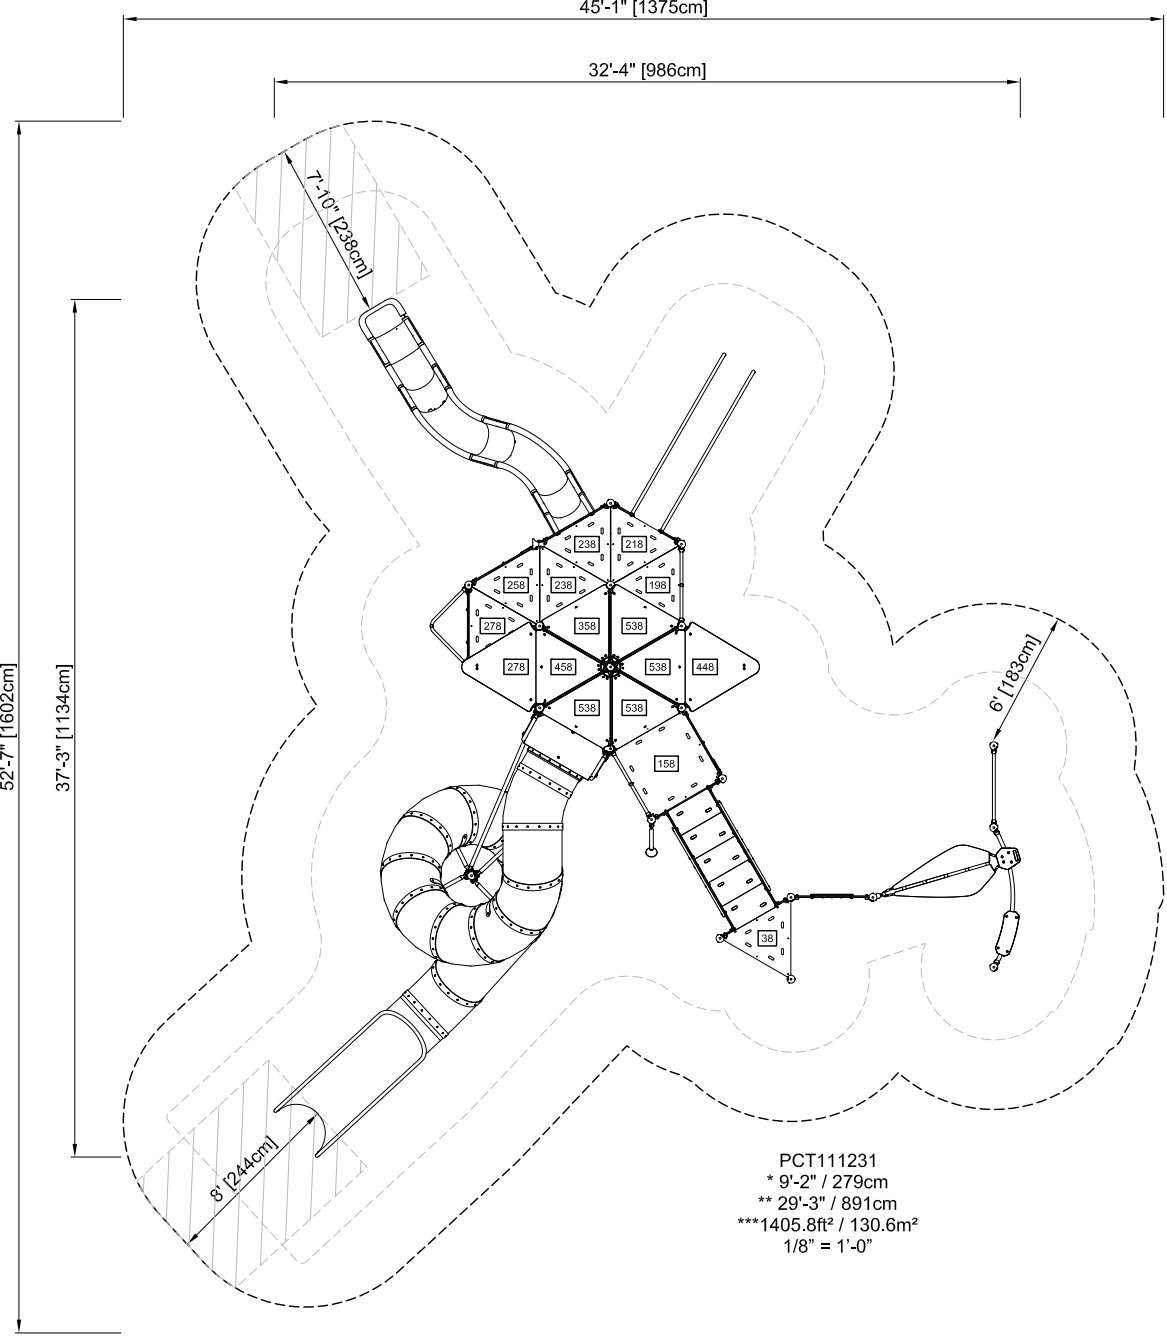 45'-1" [1375cm]
32'-4" [986cm]
7'-10" [238cm]
238 218
258 238 198
278 358 538
278 458 538 448
538 538
158
6' [183cm]
52'-7" [1602cm]
37'-3" [1134cm]
38
8' [244cm]
PCT111231
* 9'-2" / 279cm
** 29'-3" / 891cm
***1405.8ft² / 130.6m²
1/8” = 1’-0”